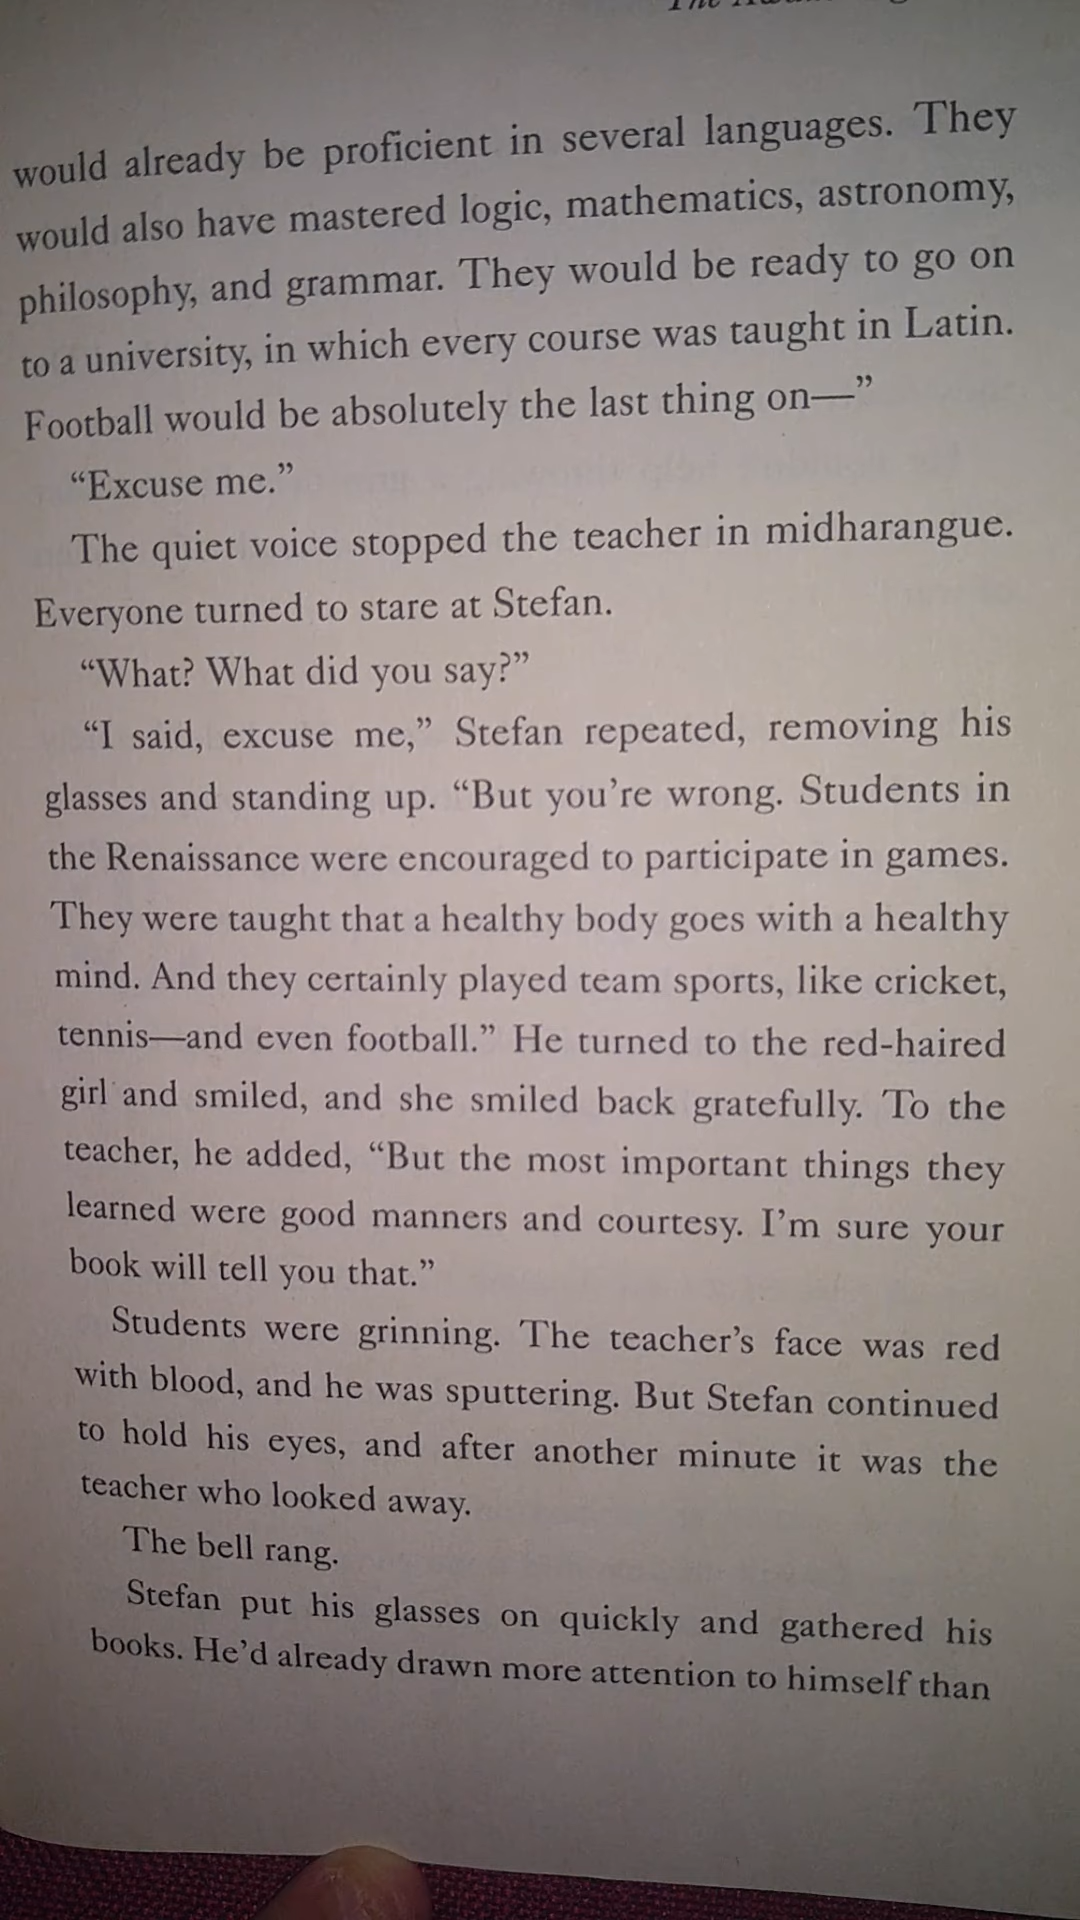 would already be proficient in several languages. They
would also have mastered logic, mathematics, astronomy,
philosophy, and grammar. They would be ready to go on
to a university, in which every course was taught in Latin.
Football would be absolutely the last thing on—”
“Excuse me.”
The quiet voice stopped the teacher in midharangue.
Everyone turned to stare at Stefan.
“What? What did you say?”
“I said, excuse me,” Stefan repeated, removing his
glasses and standing up. “But you’re wrong. Students in
the Renaissance were encouraged to participate in games.
They were taught that a healthy body goes with a healthy
mind. And they certainly played team sports, like cricket,
tennis—and even football.” He turned to the red-haired
girl and smiled, and she smiled back gratefully. To the
teacher, he added, “But the most important things they
learned were good manners and courtesy. I’m sure your
book will tell you that.”
Students were grinning. The teacher’s face was red
with blood, and he was sputtering. But Stefan continued
to hold his eyes, and after another minute it was the
teacher who looked away.
The bell rang.
Stefan put his glasses on quickly and gathered his
books. He’d already drawn more attention to himself than